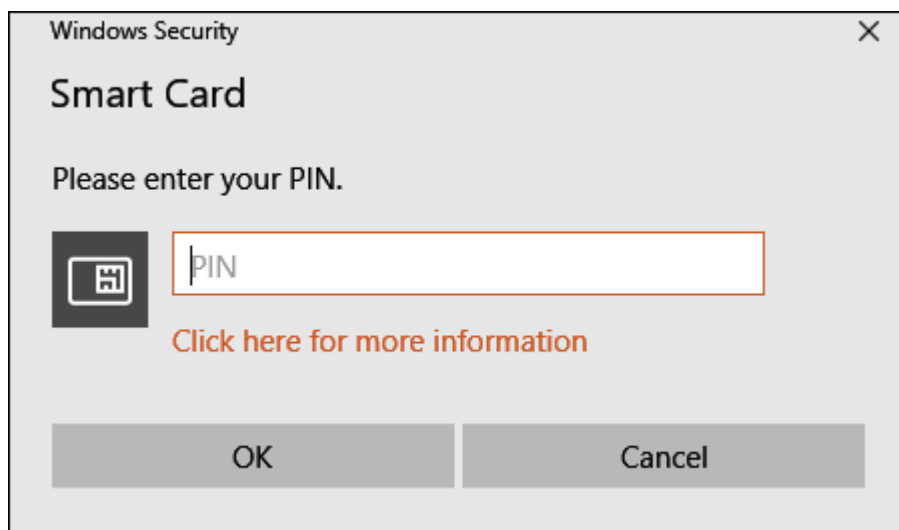 Windows Security
Smart Card
Please enter your PIN.
PIN
Click here for more information
OK
Cancel